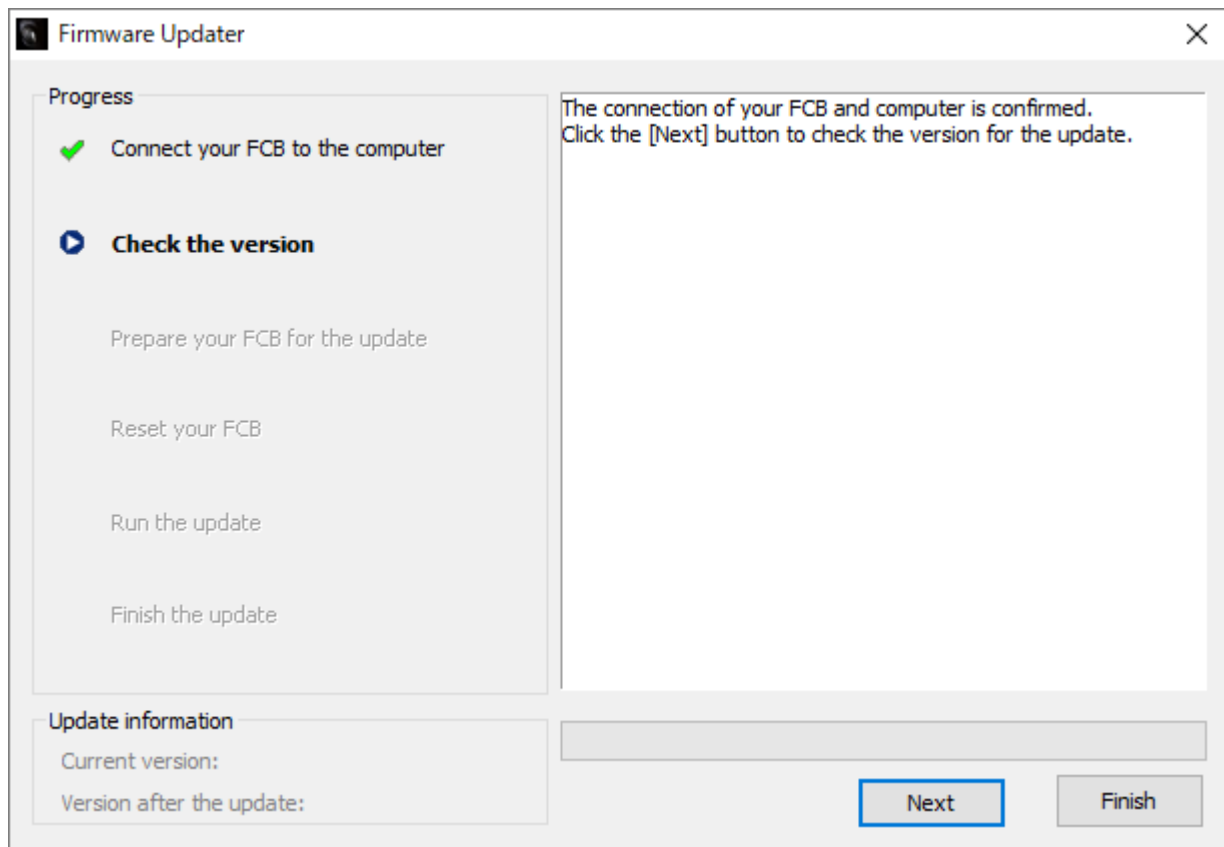 Firmware Updater
Progress
Connect your FCB to the computer
Check the version
Prepare your FCB for the update
Reset your FCB
Run the update
Finish the update
The connection of your FCB and computer is confirmed.
Click the [Next] button to check the version for the update.
Update information
Current version:
Version after the update:
Next
Finish